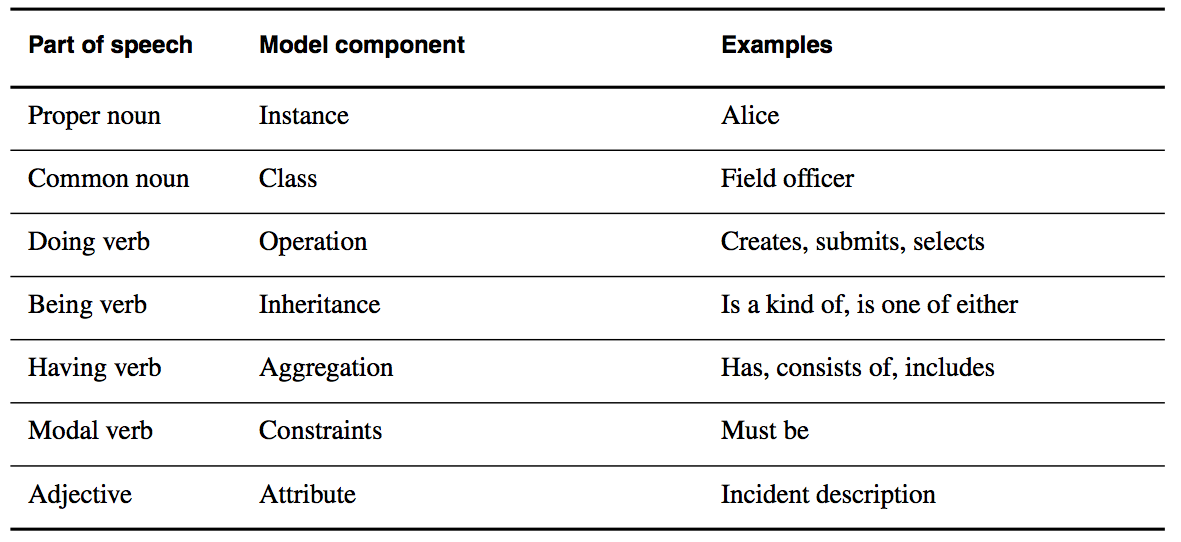 Part of speech Model component Examples
Proper noun Instance Alice
Common noun Class Field officer
Doing verb Operation Creates, submits, selects
Being verb Inheritance Is a kind of, is one of either
Having verb Aggregation Has, consists of, includes
Modal verb Constraints Must be
Adjective Attribute Incident description